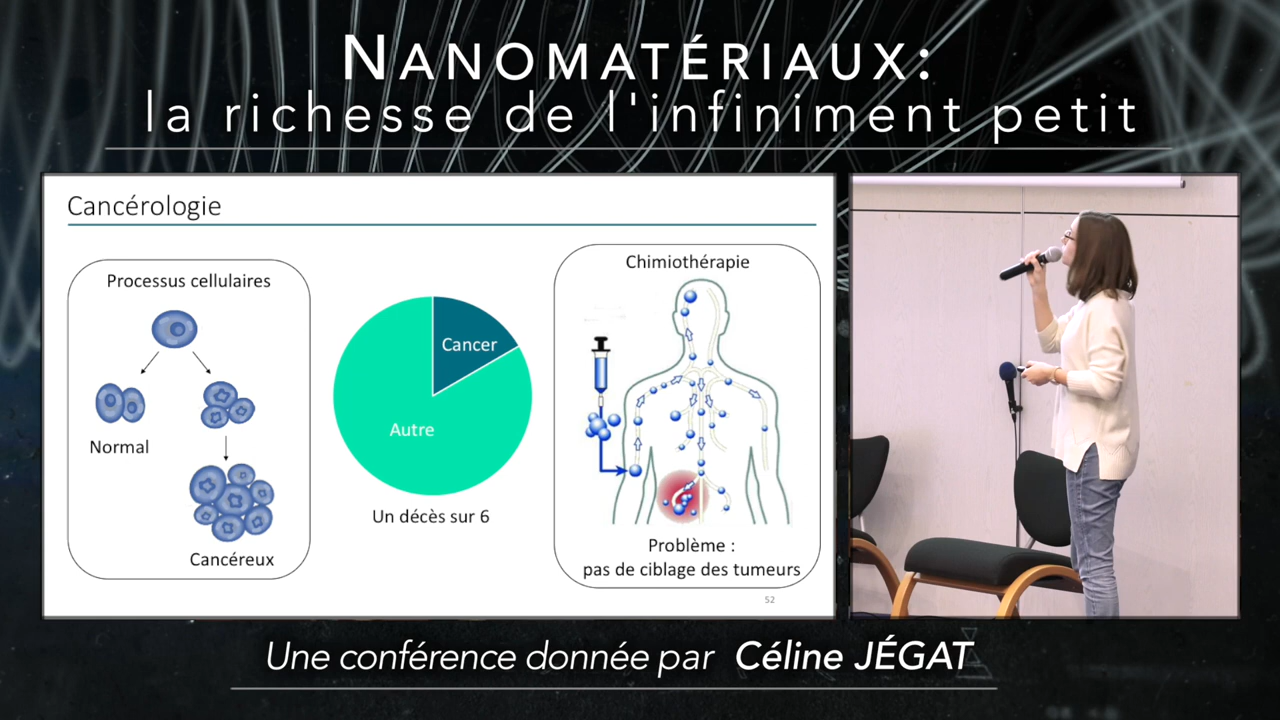 NANOMATÉRIAUX:
la richesse de l'infiniment petit
Cancérologie
Processus cellulaires
Normal
Cancéreux
Cancer
Autre
Un décès sur 6
Chimiothérapie
Problème :
pas de ciblage des tumeurs
52
Une conférence donnée par Céline JÉGAT